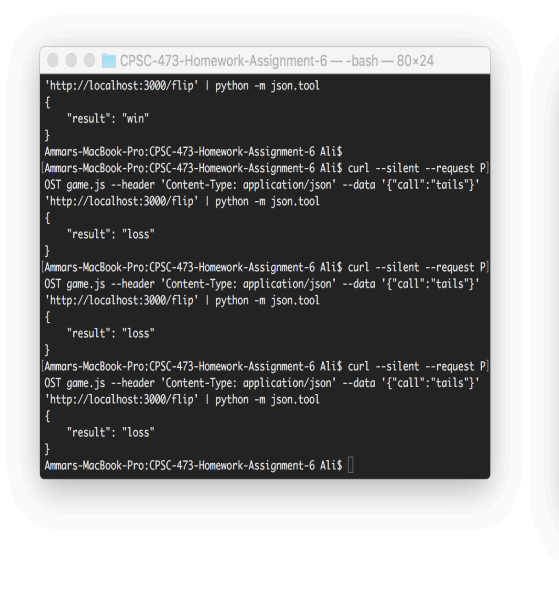 CPSC-473-Homework-Assignment-6 — -bash — 80×24
'http://localhost:3000/flip' | python -m json.tool
{
    "result": "win"
}
Ammars-MacBook-Pro:CPSC-473-Homework-Assignment-6 Ali$
[Ammars-MacBook-Pro:CPSC-473-Homework-Assignment-6 Ali$ curl --silent --request P]
OST game.js --header 'Content-Type: application/json' --data '{"call":"tails"}'
'http://localhost:3000/flip' | python -m json.tool
{
    "result": "loss"
}
[Ammars-MacBook-Pro:CPSC-473-Homework-Assignment-6 Ali$ curl --silent --request P]
OST game.js --header 'Content-Type: application/json' --data '{"call":"tails"}'
'http://localhost:3000/flip' | python -m json.tool
{
    "result": "loss"
}
[Ammars-MacBook-Pro:CPSC-473-Homework-Assignment-6 Ali$ curl --silent --request P]
OST game.js --header 'Content-Type: application/json' --data '{"call":"tails"}'
'http://localhost:3000/flip' | python -m json.tool
{
    "result": "loss"
}
Ammars-MacBook-Pro:CPSC-473-Homework-Assignment-6 Ali$